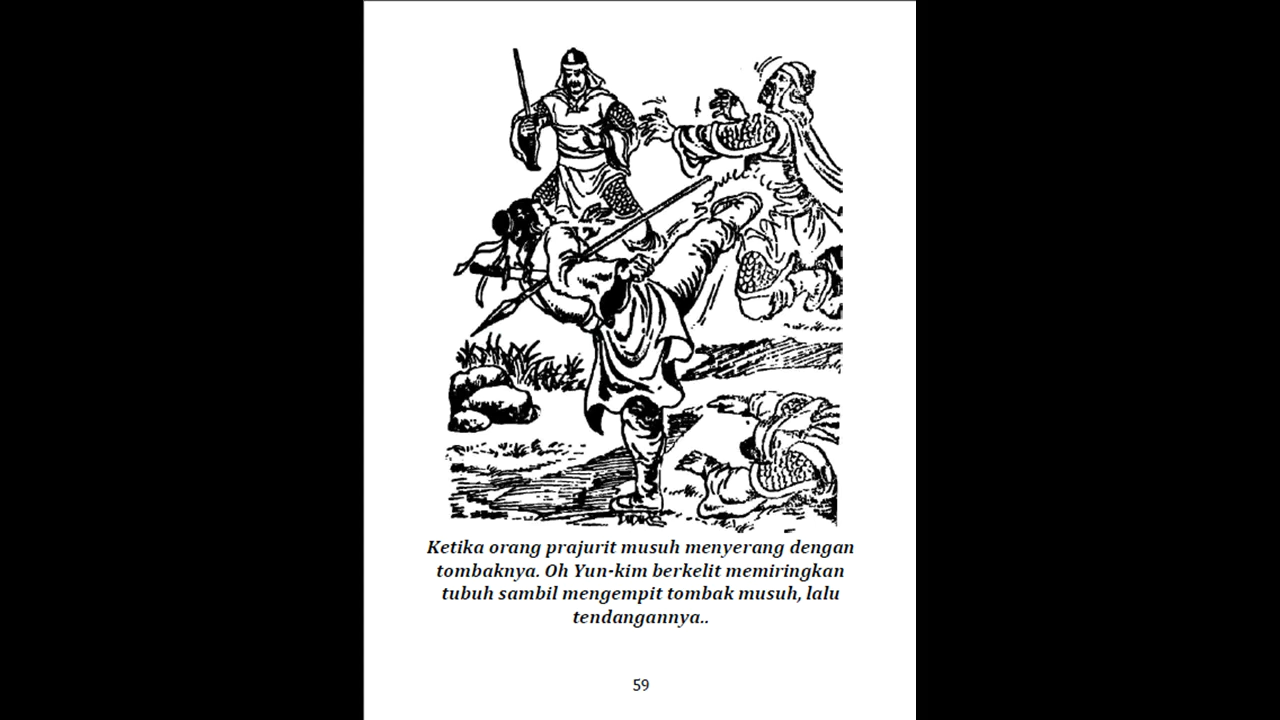 Ketika orang prajurit musuh menyerang dengan
tombaknya. Oh Yun-kim berkelit memiringkan
tubuh sambil mengempit tombak musuh, lalu
tendangannya..
59